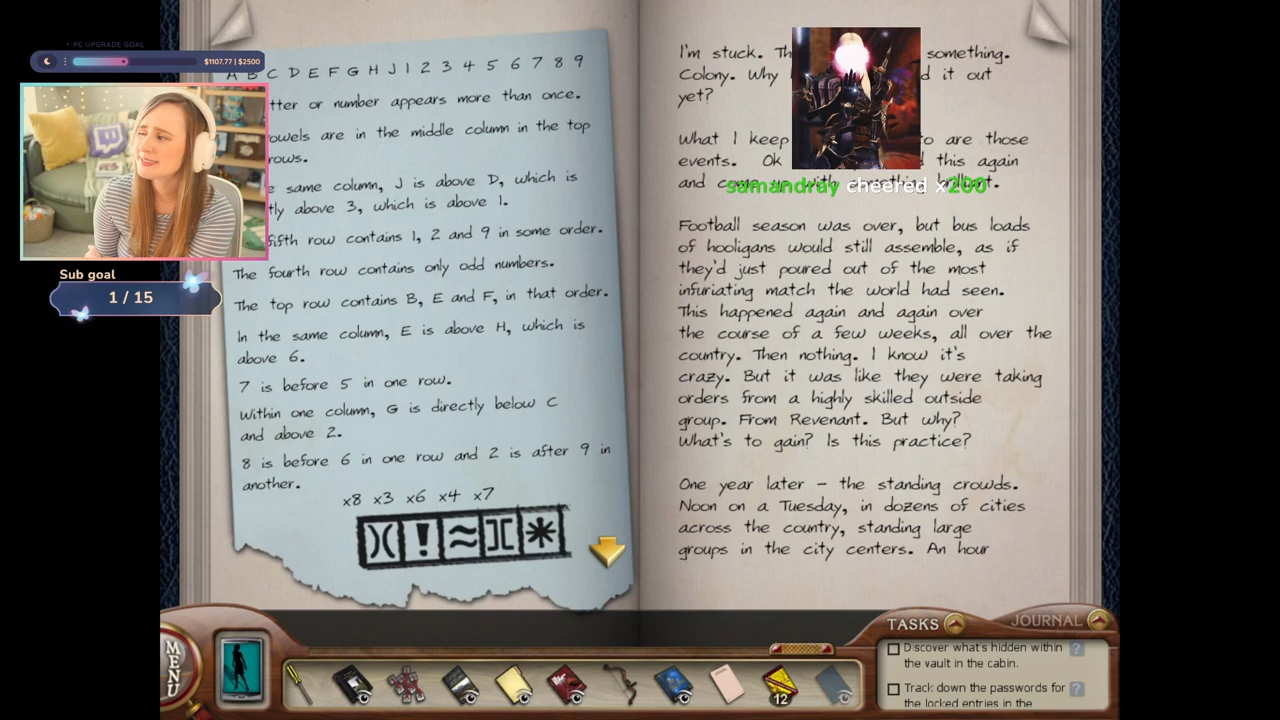 • PC UPGRADE GOAL
$1107.77 | $2500
Sub goal
1 / 15
A B C D E F G H J 1 2 3 4 5 6 7 8 9
tter or number appears more than once.
owels are in the middle column in the top
rows.
e same column, J is above D, which is
tly above 3, which is above 1.
fifth row contains 1, 2 and 9 in some order.
The fourth row contains only odd numbers.
The top row contains B, E and F, in that order.
In the same column, E is above H, which is
above 6.
7 is before 5 in one row.
Within one column, G is directly below C
and above 2.
8 is before 6 in one row and 2 is after 9 in
another.
x8 x3 x6 x4 x7
)( ! ≈ ][ *
I'm stuck. Th something.
Colony. Why d it out
yet?
What I keep to are those
events. Ok this again
and
samandray cheered x200
Football season was over, but bus loads
of hooligans would still assemble, as if
they'd just poured out of the most
infuriating match the world had seen.
This happened again and again over
the course of a few weeks, all over the
country. Then nothing. I know it's
crazy. But it was like they were taking
orders from a highly skilled outside
group. From Revenant. But why?
What's to gain? Is this practice?
One year later - the standing crowds.
Noon on a Tuesday, in dozens of cities
across the country, standing large
groups in the city centers. An hour
MENU
12
TASKS
JOURNAL
Discover what's hidden within ?
the vault in the cabin.
Track down the passwords for ?
the locked entries in the